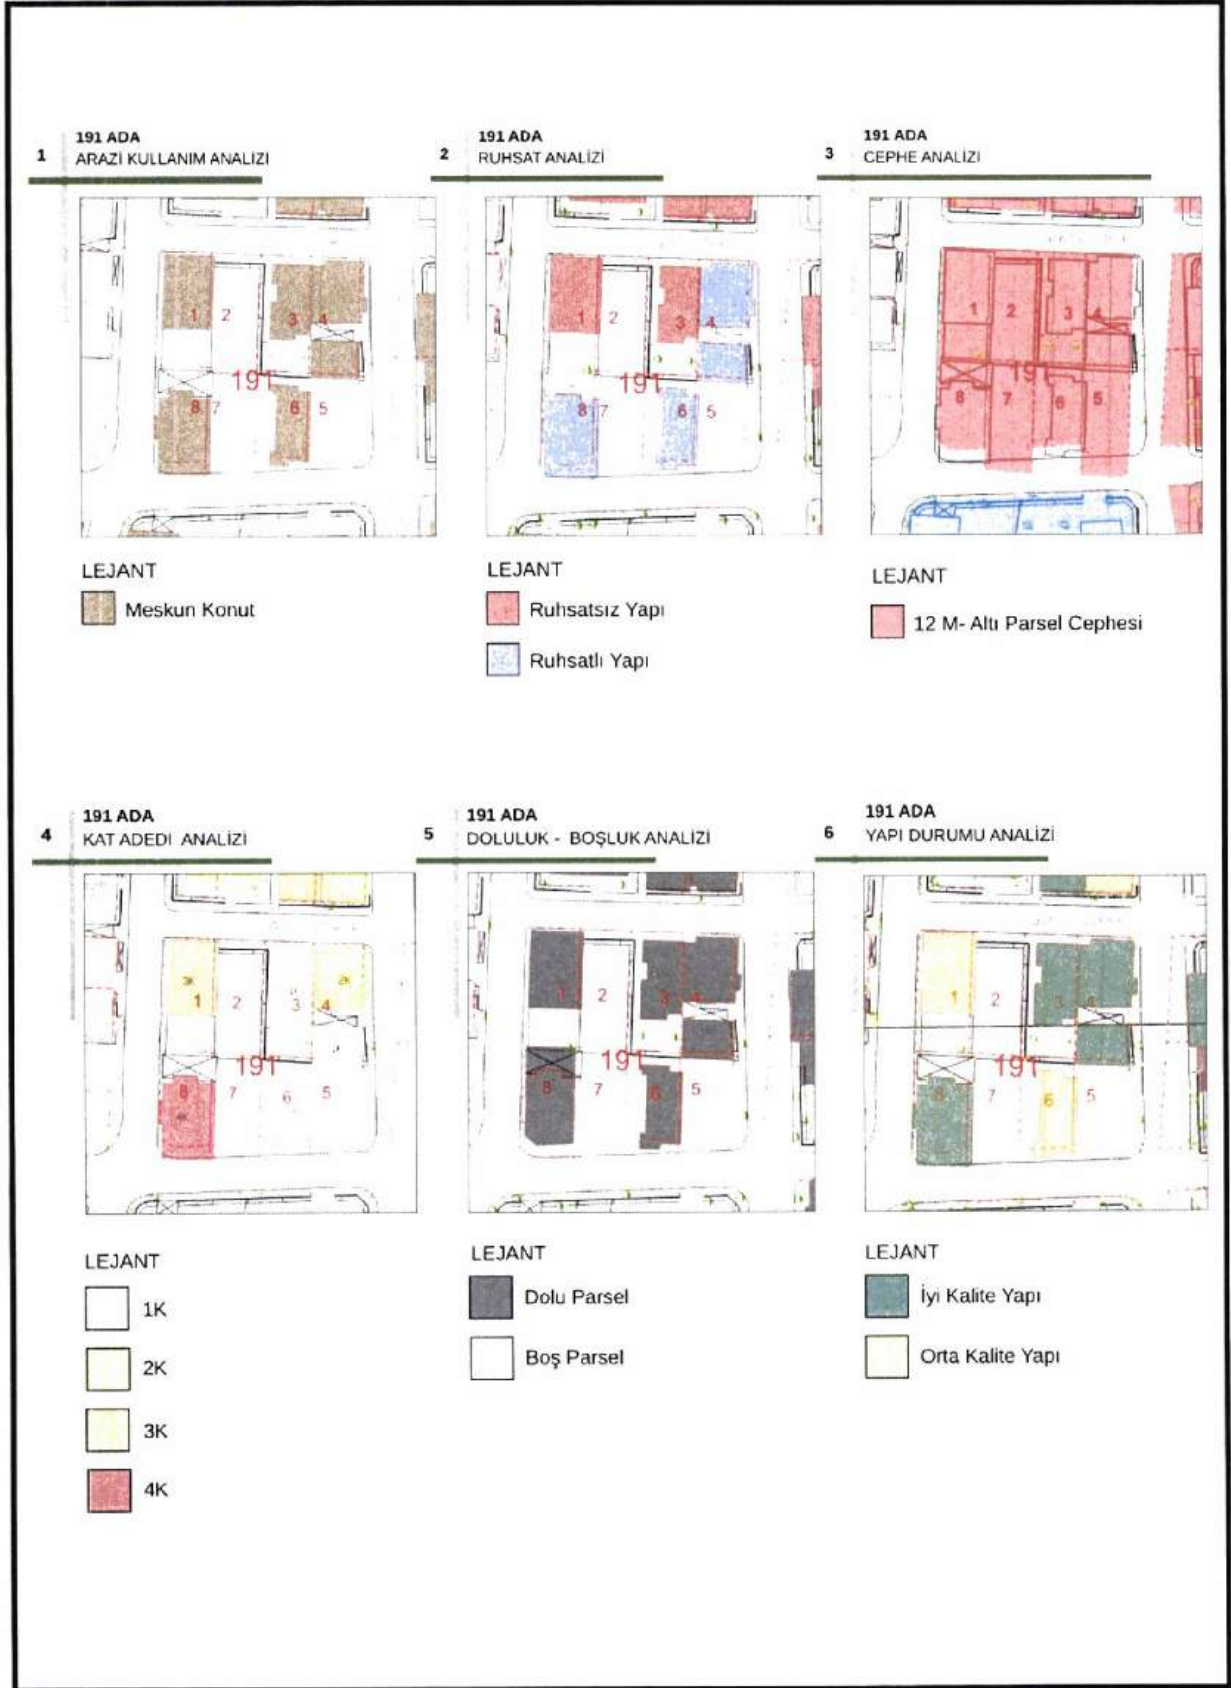 191 ADA
1 ARAZİ KULLANIM ANALİZİ
191 ADA
2 RUHSAT ANALİZİ
191 ADA
3 CEPHE ANALİZİ
1 2 3 4
191
8 7 6 5
1 2 3 4
191
8 7 6 5
1 2 3 4
191
8 7 6 5
LEJANT
Meskun Konut
LEJANT
Ruhsatsız Yapı
Ruhsatlı Yapı
LEJANT
12 M- Altı Parsel Cephesi
191 ADA
4 KAT ADEDİ ANALİZİ
191 ADA
5 DOLULUK - BOŞLUK ANALİZİ
191 ADA
6 YAPI DURUMU ANALİZİ
1 2 3 4
191
8 7 6 5
1 2 3 4
191
8 7 6 5
1 2 3 4
191
8 7 6 5
LEJANT
1K
2K
3K
4K
LEJANT
Dolu Parsel
Boş Parsel
LEJANT
İyi Kalite Yapı
Orta Kalite Yapı